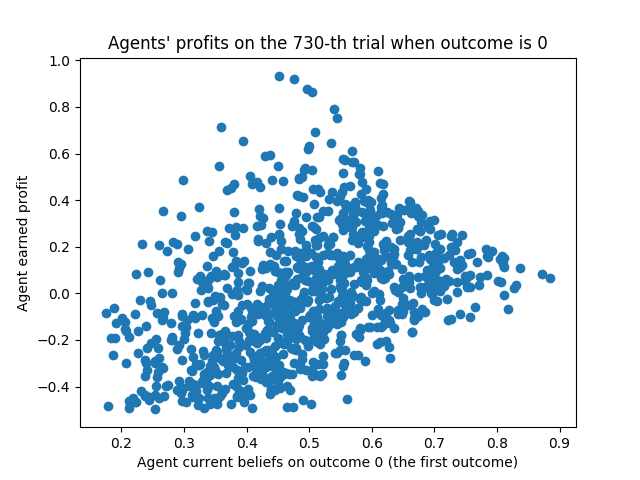 Agents' profits on the 730-th trial when outcome is 0
1.0
0.8
0.6
0.4
0.2
0.0
−0.2
−0.4
Agent earned profit
0.2 0.3 0.4 0.5 0.6 0.7 0.8 0.9
Agent current beliefs on outcome 0 (the first outcome)